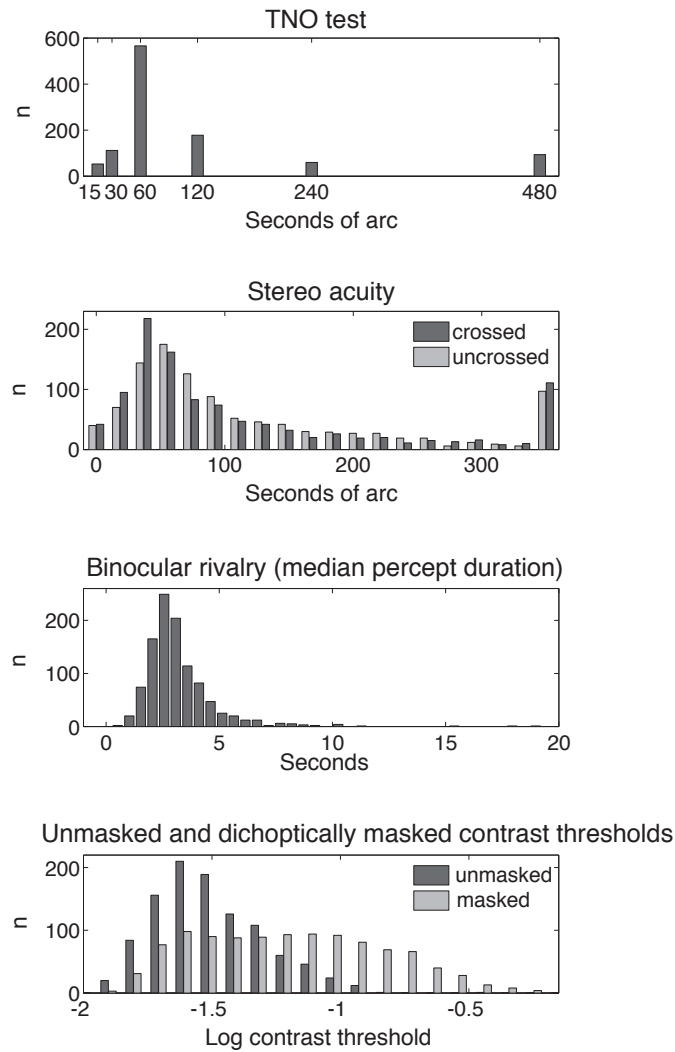 TNO test
600
400
200
0
n
15 30 60 120 240 480
Seconds of arc
Stereo acuity
200
100
0
n
crossed
uncrossed
0 100 200 300
Seconds of arc
Binocular rivalry (median percept duration)
200
100
0
n
0 5 10 15 20
Seconds
Unmasked and dichoptically masked contrast thresholds
200
100
0
n
unmasked
masked
-2 -1.5 -1 -0.5
Log contrast threshold